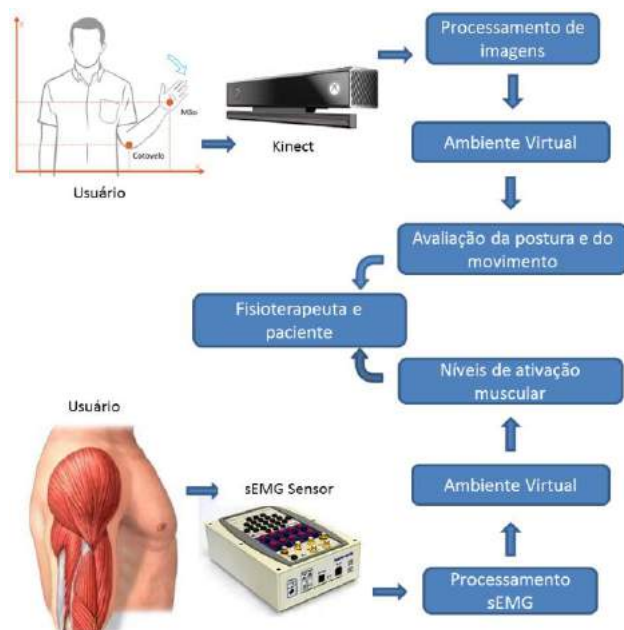 Processamento de
imagens
Mão
Cotovelo
Kinect
Usuário
Ambiente Virtual
Avaliação da postura e do
movimento
Fisioterapeuta e
paciente
Níveis de ativação
muscular
Usuário
sEMG Sensor
Ambiente Virtual
Processamento
sEMG